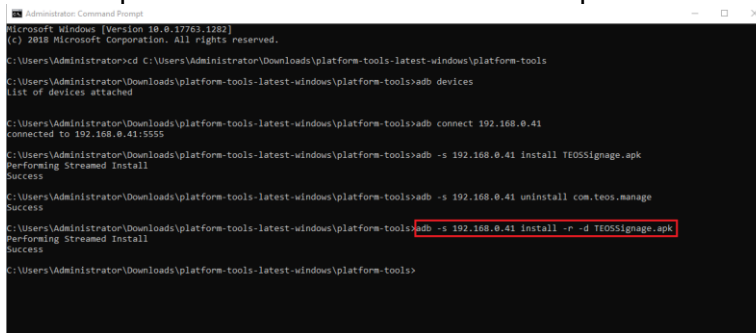 Administrator: Command Prompt
Microsoft Windows [Version 10.0.17763.1282]
(c) 2018 Microsoft Corporation. All rights reserved.
C:\Users\Administrator>cd C:\Users\Administrator\Downloads\platform-tools-latest-windows\platform-tools
C:\Users\Administrator\Downloads\platform-tools-latest-windows\platform-tools>adb devices
List of devices attached
C:\Users\Administrator\Downloads\platform-tools-latest-windows\platform-tools>adb connect 192.168.0.41
connected to 192.168.0.41:5555
C:\Users\Administrator\Downloads\platform-tools-latest-windows\platform-tools>adb -s 192.168.0.41 install TEOSSignage.apk
Performing Streamed Install
Success
C:\Users\Administrator\Downloads\platform-tools-latest-windows\platform-tools>adb -s 192.168.0.41 uninstall com.teos.manage
Success
C:\Users\Administrator\Downloads\platform-tools-latest-windows\platform-tools>adb -s 192.168.0.41 install -r -d TEOSSignage.apk
Performing Streamed Install
Success
C:\Users\Administrator\Downloads\platform-tools-latest-windows\platform-tools>